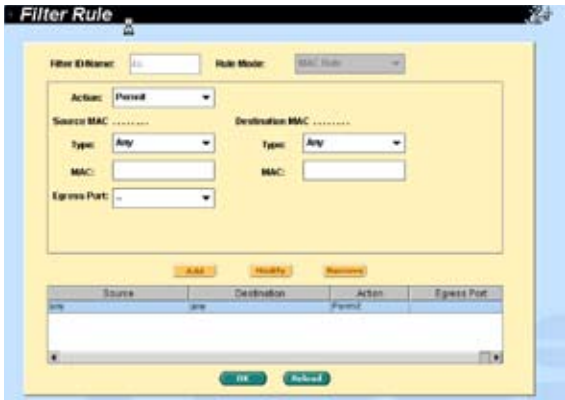 Filter Rule
Filter ID/Name:
Rule Mode: MAC Rule
Action: Permit
Source MAC ........ Destination MAC ........
Type: Any Type: Any
MAC: MAC:
Egress Port: --
Add Modify Remove
Source Destination Action Egress Port
any any Permit
OK Reload